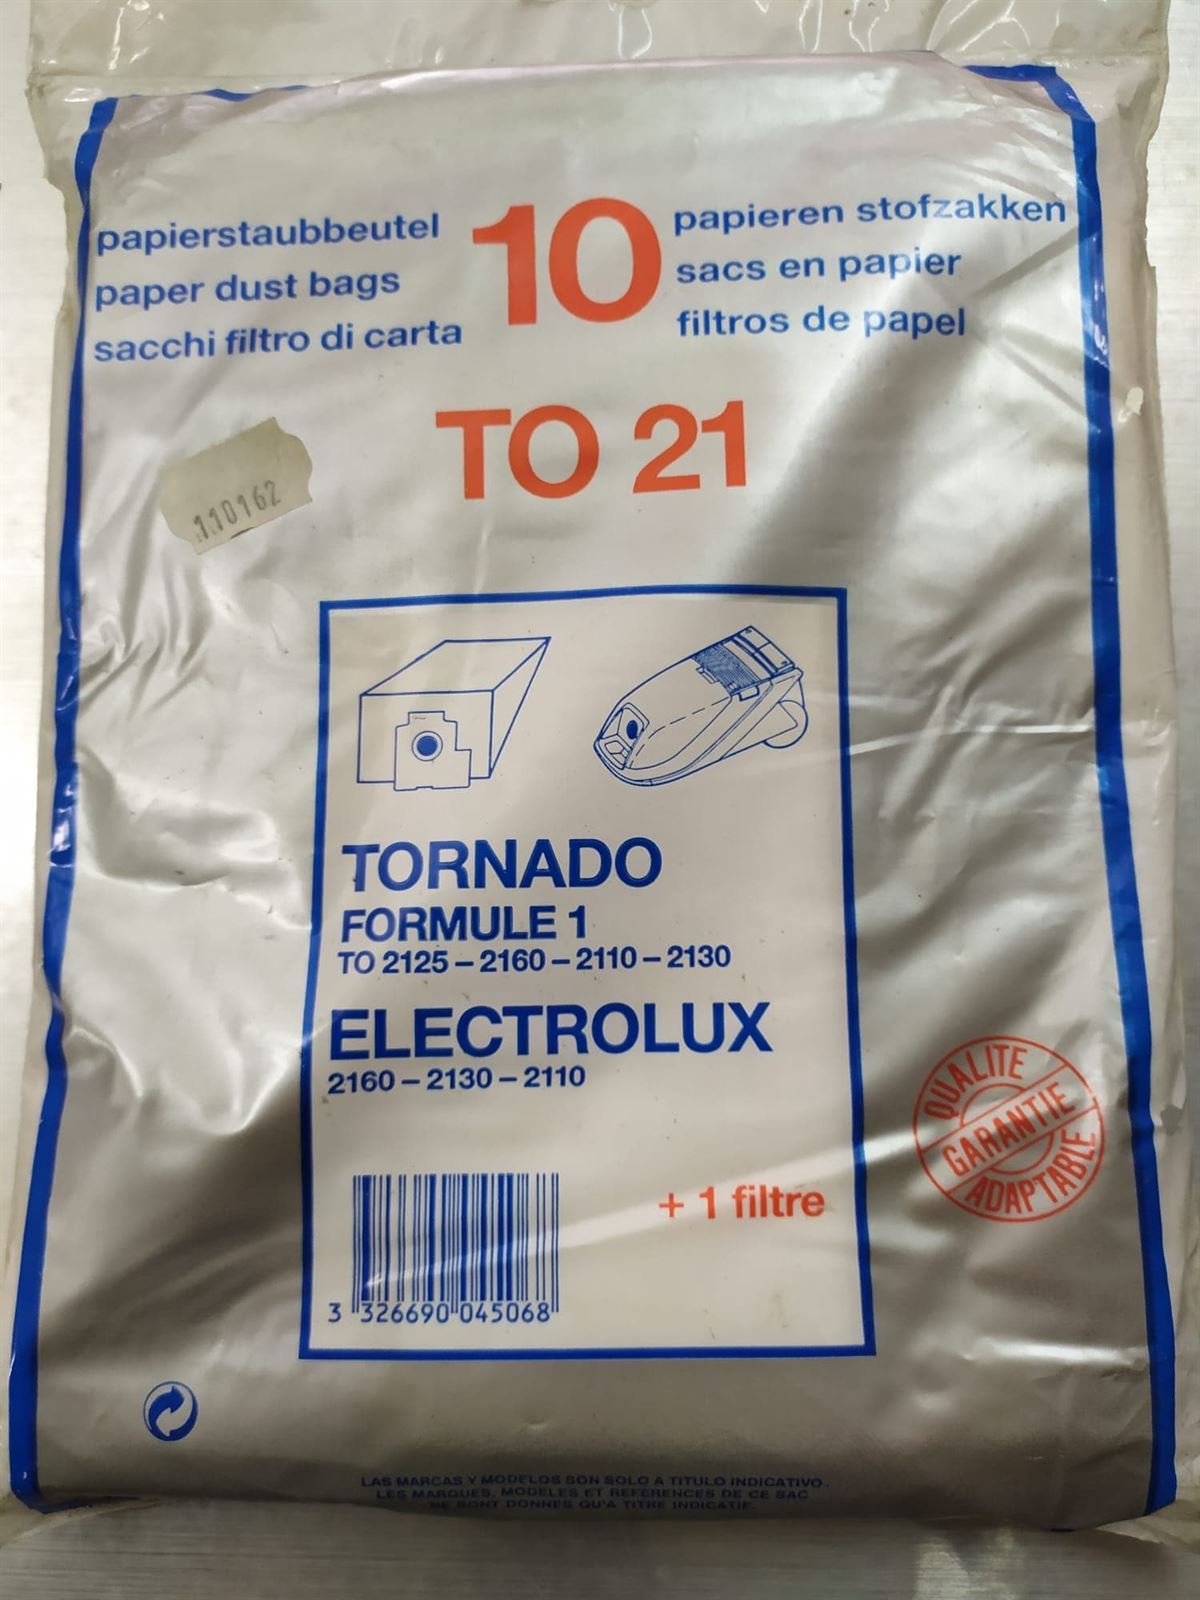 papierstaubbeutel
paper dust bags
sacchi filtro di carta
10
papieren stofzakken
sacs en papier
filtros de papel
TO 21
110162
TORNADO
FORMULE 1
TO 2125 – 2160 – 2110 – 2130
ELECTROLUX
2160 – 2130 – 2110
QUALITE
GARANTIE
ADAPTABLE
+ 1 filtre
3 326690 045068
LAS MARCAS Y MODELOS SON SOLO A TITULO INDICATIVO.
LES MARQUES, MODELES ET REFERENCES DE CE SAC
NE SONT DONNES QU'A TITRE INDICATIF.